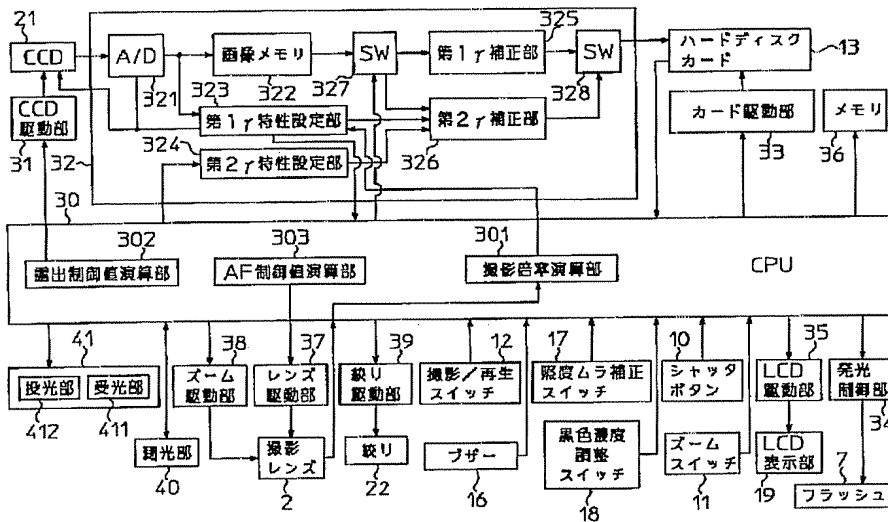 21
CCD
A/D
321
画像メモリ
322
SW
327
325
第1γ補正部
SW
328
ハードディスク
カード
13
CCD
駆動部
31
32
323
第1γ特性設定部
324
第2γ特性設定部
第2γ補正部
326
カード駆動部
33
メモリ
36
30
302
露出制御値演算部
303
AF制御値演算部
301
撮影倍率演算部
CPU
41
投光部
受光部
412
411
38
ズーム
駆動部
37
レンズ
駆動部
39
絞り
駆動部
12
撮影/再生
スイッチ
17
照度ムラ補正
スイッチ
10
シャッタ
ボタン
35
LCD
駆動部
発光
制御部
34
測光部
40
撮影
レンズ
2
絞り
22
ブザー
16
黒色濃度
調整
スイッチ
18
ズーム
スイッチ
11
LCD
表示部
19
7
フラッシュ